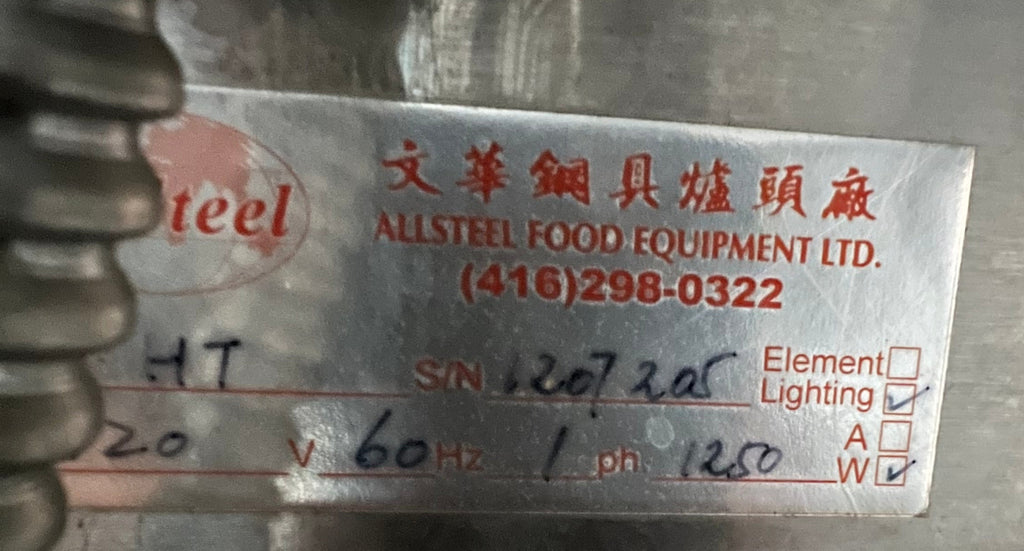 teel
文華鋼具爐頭廠
ALLSTEEL FOOD EQUIPMENT LTD.
(416)298-0322
HT S/N 1207205 Element
Lighting ✓
20 V 60 Hz 1 ph 1250 A
W ✓